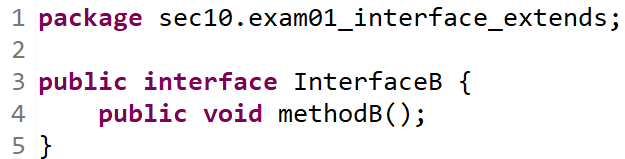 1 package sec10.exam01_interface_extends;
2
3 public interface InterfaceB {
4     public void methodB();
5 }